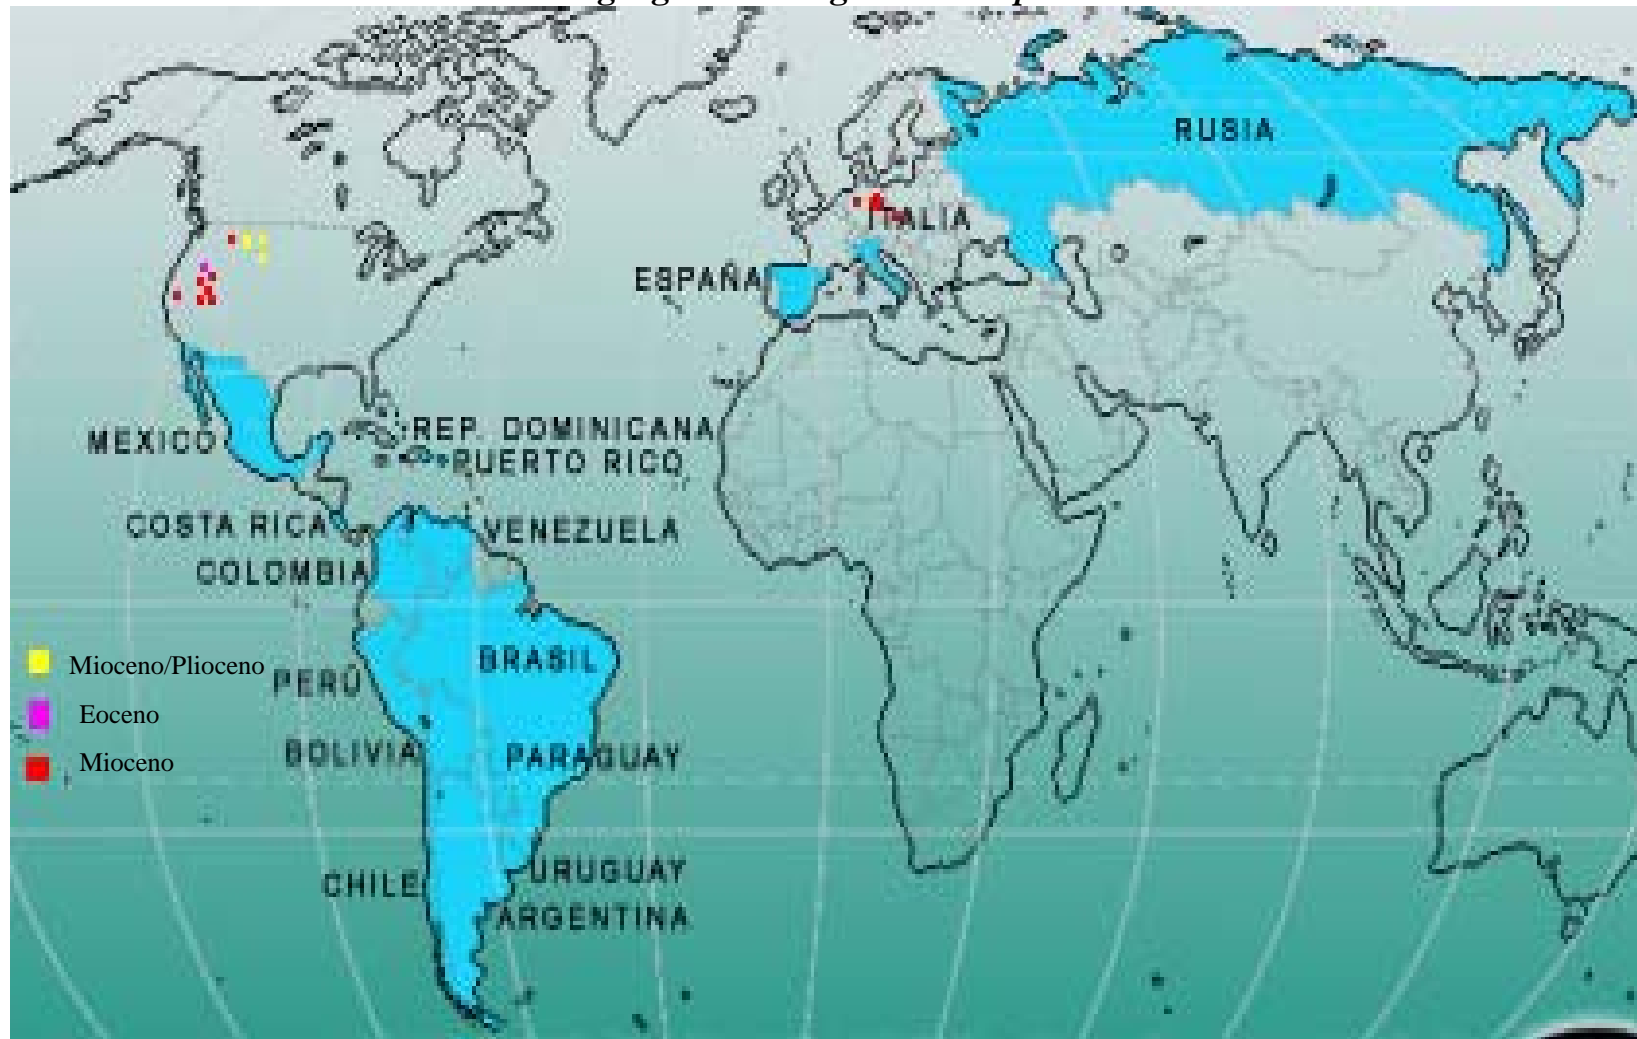 RUSIA
ITALIA
ESPAÑA
MEXICO
REP. DOMINICANA
PUERTO RICO
COSTA RICA
VENEZUELA
COLOMBIA
BRASIL
Mioceno/Plioceno
PERÚ
Eoceno
BOLIVIA
PARAGUAY
Mioceno
URUGUAY
CHILE
ARGENTINA